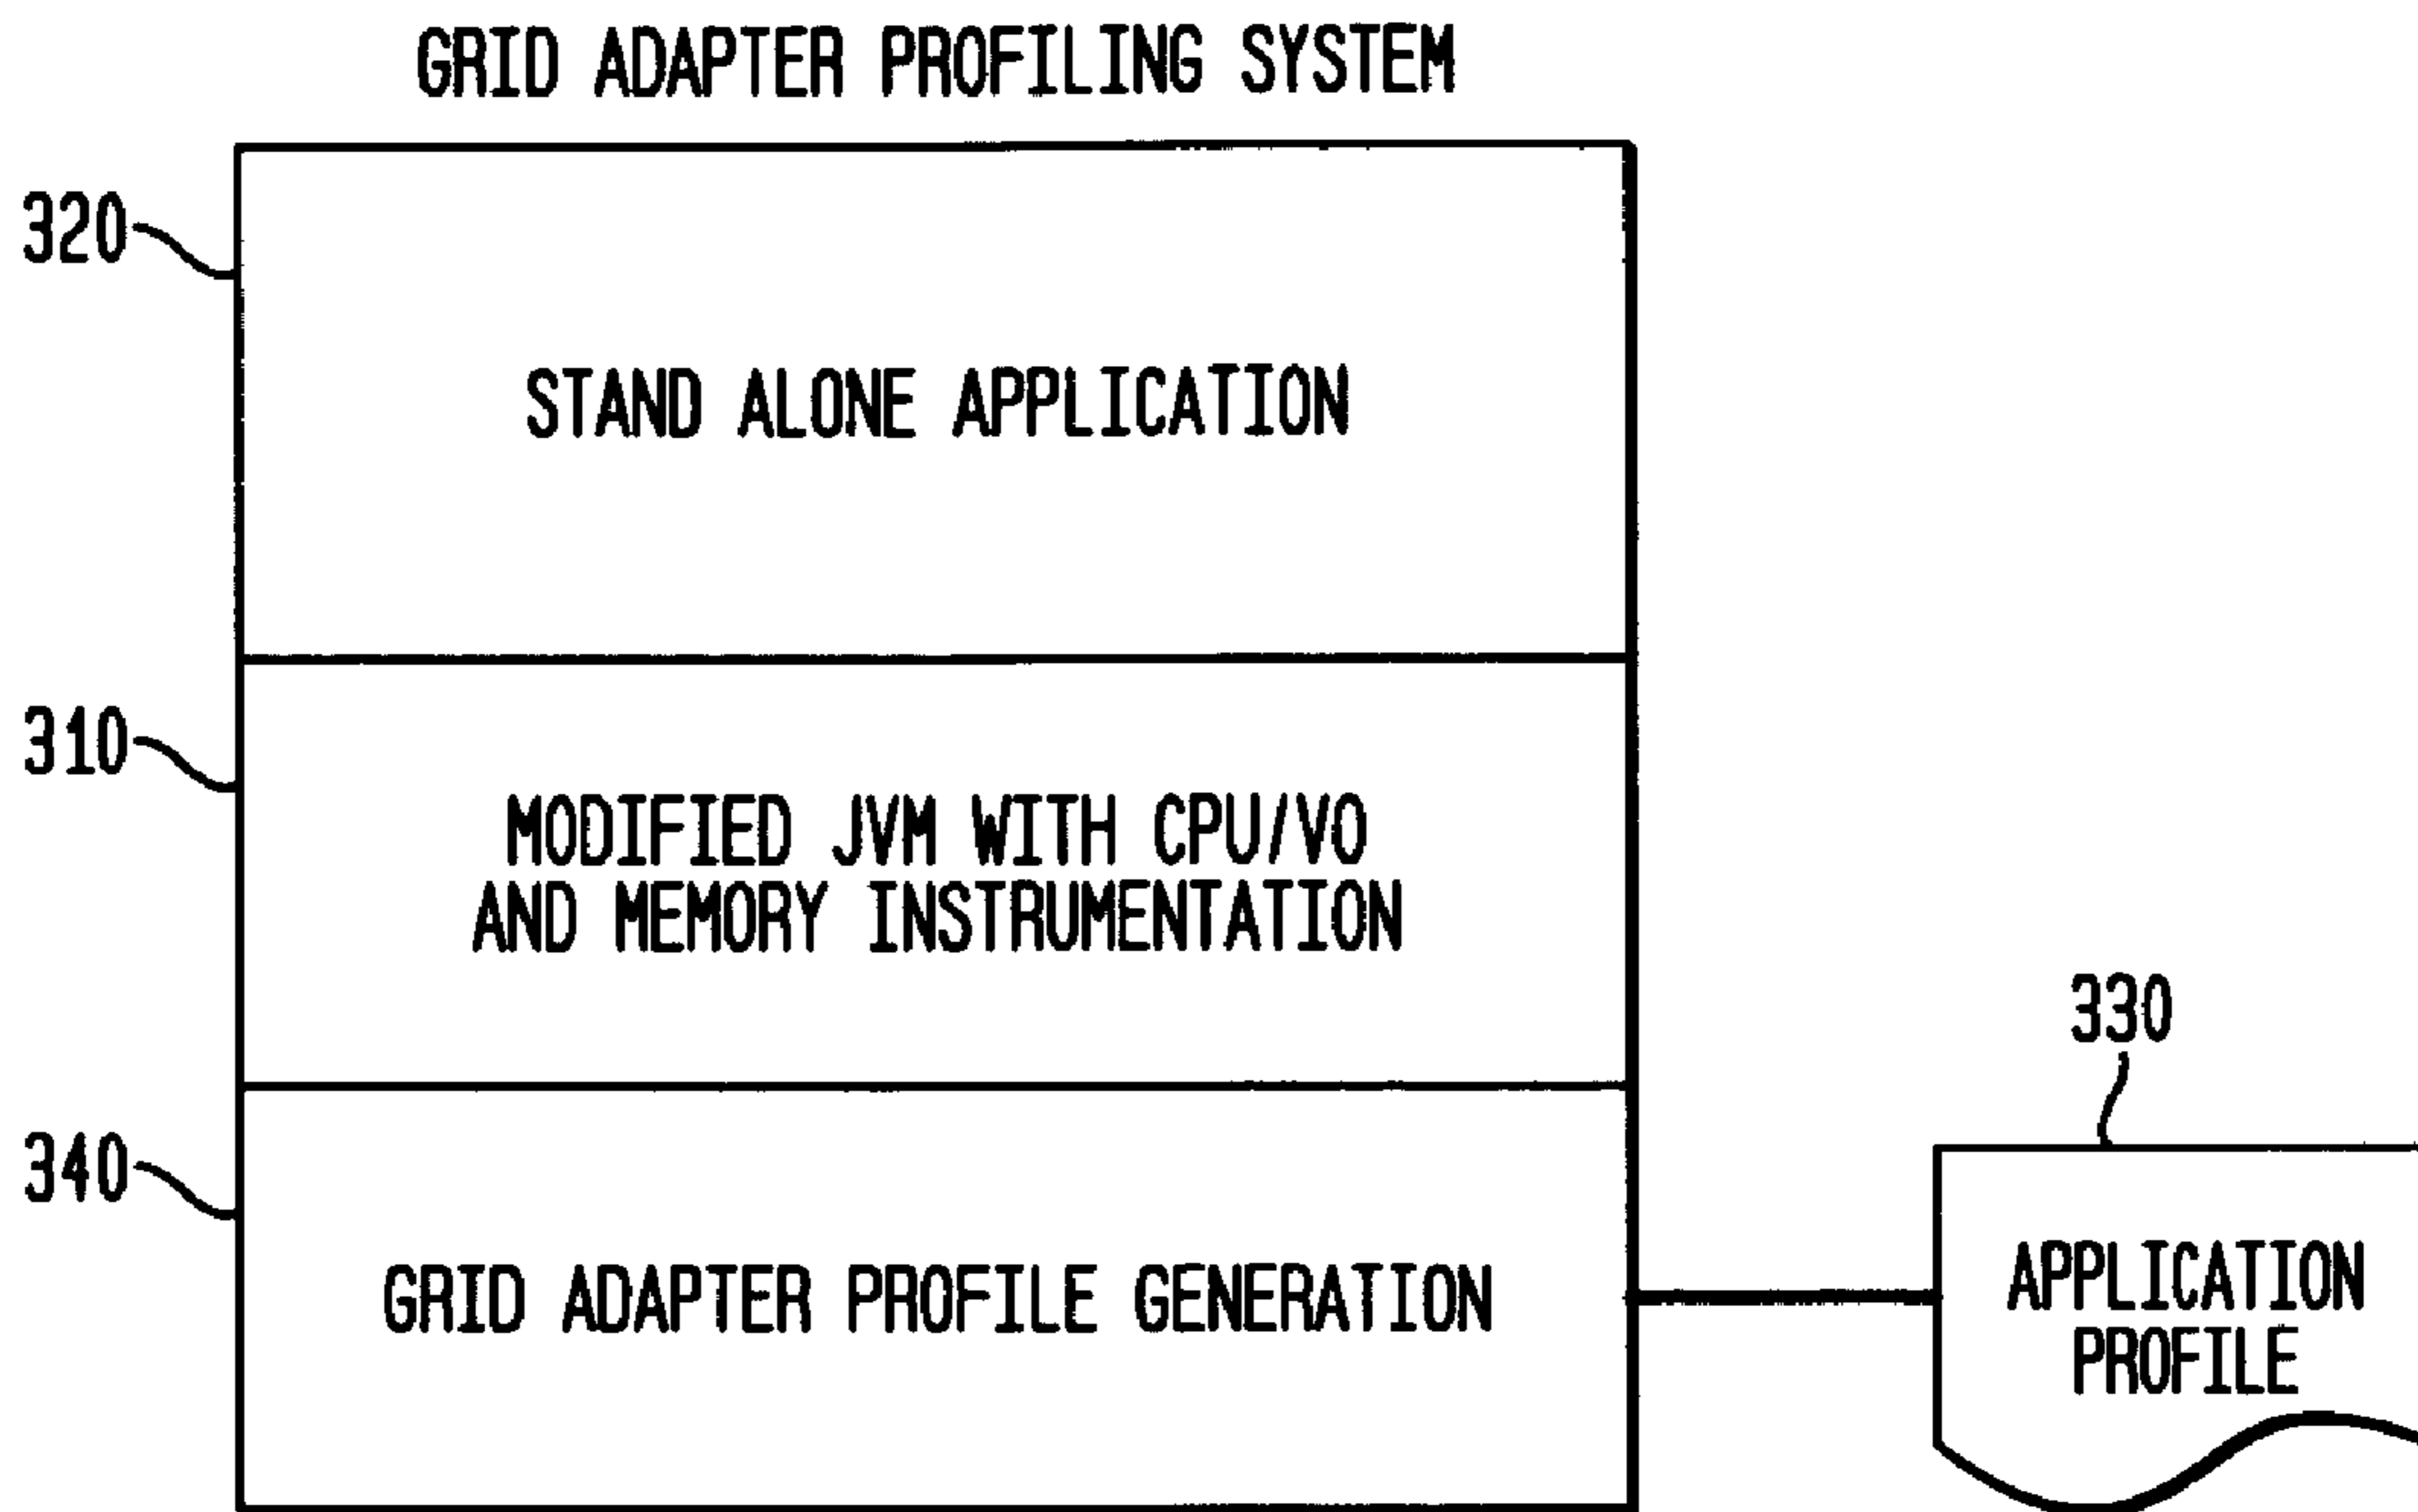 GRID ADAPTER PROFILING SYSTEM
320
STAND ALONE APPLICATION
310
MODIFIED JVM WITH CPU/VO
AND MEMORY INSTRUMENTATION
330
340
GRID ADAPTER PROFILE GENERATION
APPLICATION
PROFILE